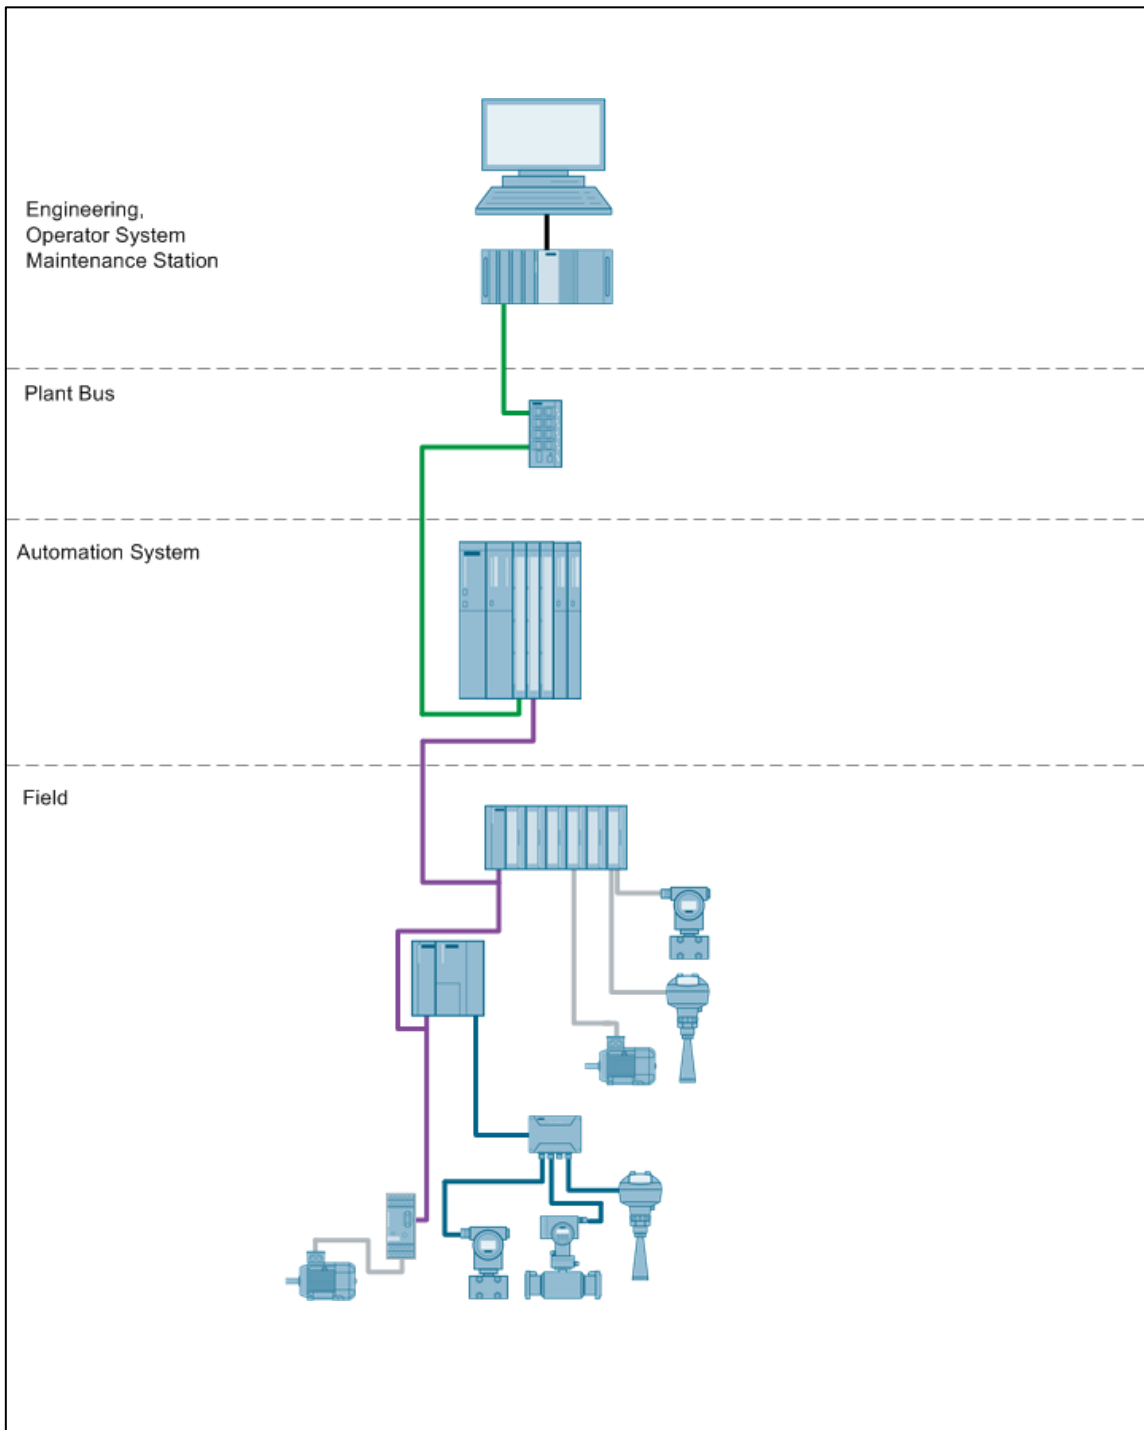 Engineering,
Operator System
Maintenance Station
Plant Bus
Automation System
Field